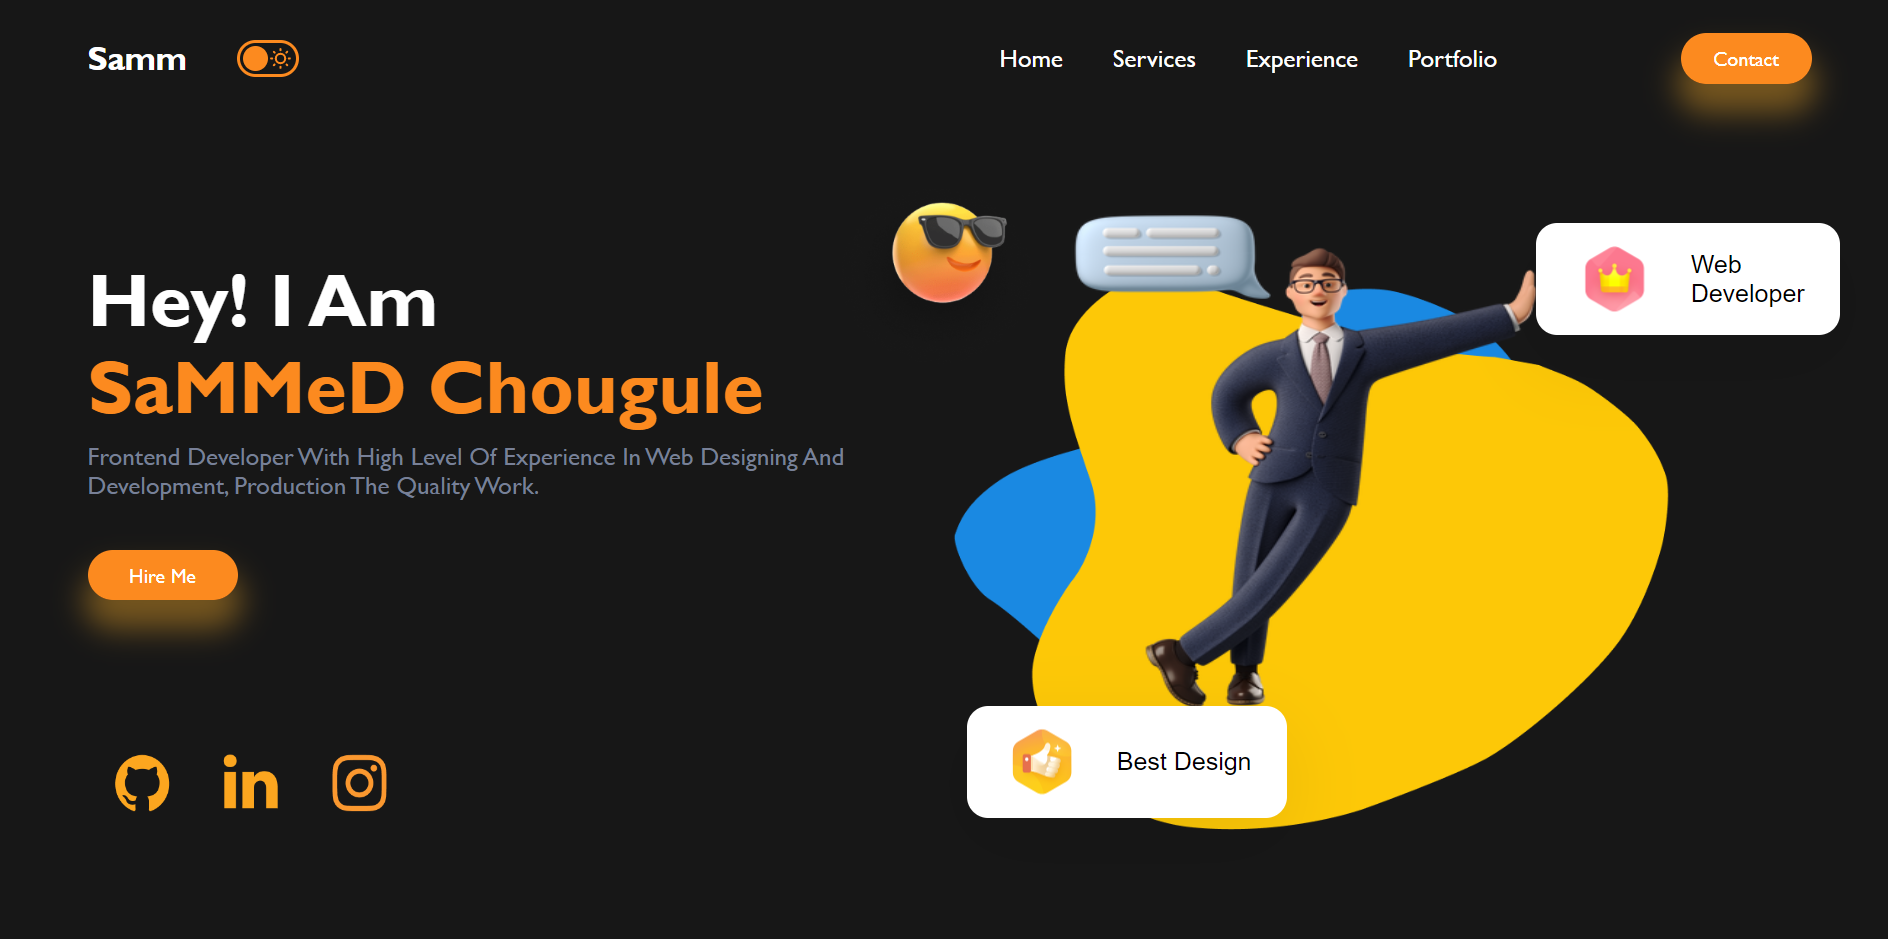 Samm
Home
Services
Experience
Portfolio
Contact
Hey! I Am
SaMMeD Chougule
Frontend Developer With High Level Of Experience In Web Designing And
Development, Production The Quality Work.
Hire Me
in
Web
Developer
Best Design